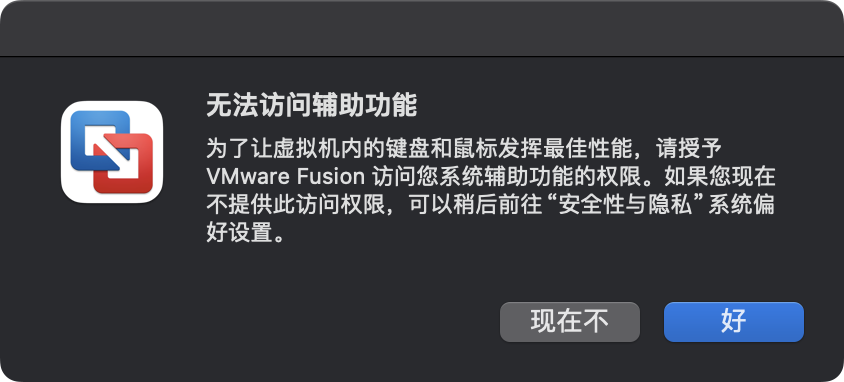 无法访问辅助功能
为了让虚拟机内的键盘和鼠标发挥最佳性能，请授予
VMware Fusion 访问您系统辅助功能的权限。如果您现在
不提供此访问权限，可以稍后前往“安全性与隐私”系统偏
好设置。
现在不
好